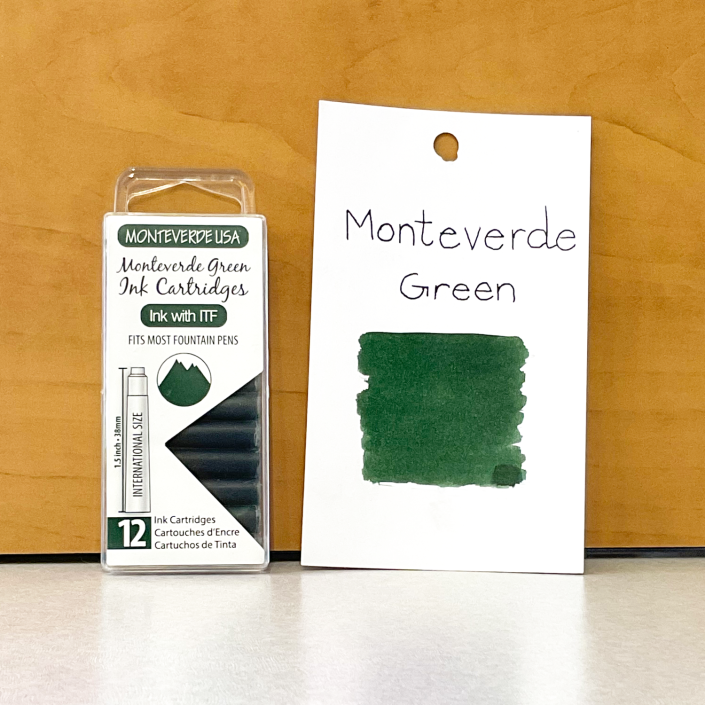 MONTEVERDE USA
Monteverde Green
Ink Cartridges
Ink with ITF
FITS MOST FOUNTAIN PENS
1.5 inch • 38mm
INTERNATIONAL SIZE
12
Ink Cartridges
Cartouches d'Encre
Cartuchos de Tinta
Monteverde
Green